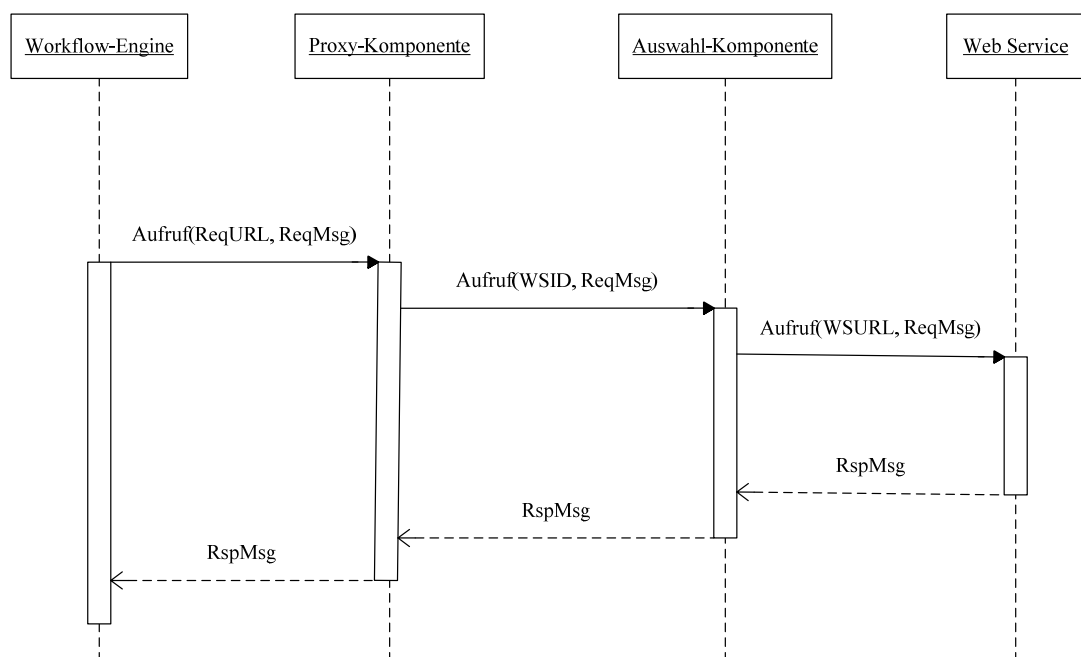 Workflow-Engine
Proxy-Komponente
Auswahl-Komponente
Web Service
Aufruf(ReqURL, ReqMsg)
Aufruf(WSID, ReqMsg)
Aufruf(WSURL, ReqMsg)
RspMsg
RspMsg
RspMsg